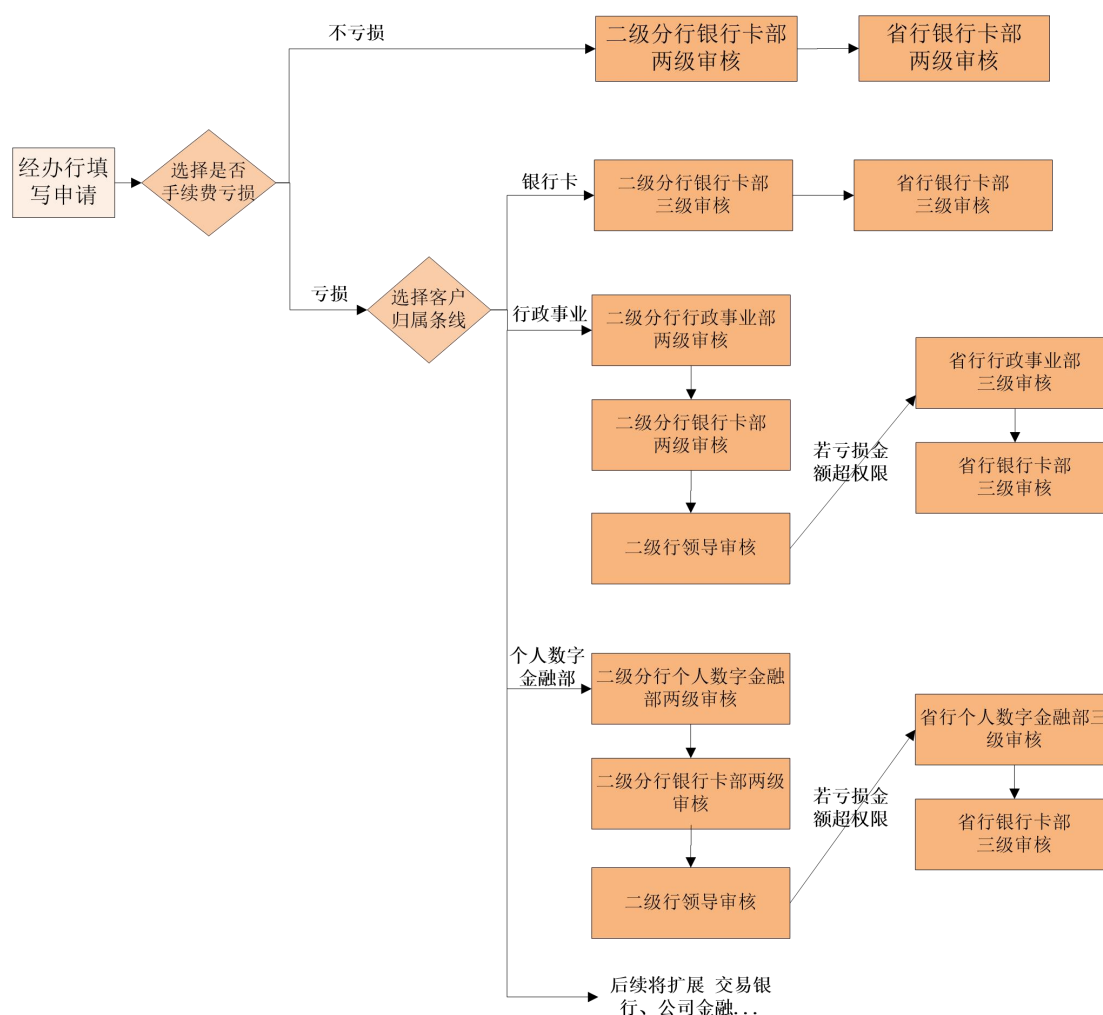 不亏损
二级分行银行卡部
两级审核
省行银行卡部
两级审核
经办行填
写申请
选择是否
手续费亏损
银行卡
二级分行银行卡部
三级审核
省行银行卡部
三级审核
亏损
选择客户
归属条线
行政事业
二级分行行政事业部
两级审核
省行行政事业部
三级审核
二级分行银行卡部
两级审核
若亏损金
额超权限
省行银行卡部
三级审核
二级行领导审核
个人数字
金融部
二级分行个人数字金融
部两级审核
省行个人数字金融部三
级审核
二级分行银行卡部两级
审核
若亏损金
额超权限
省行银行卡部
三级审核
二级行领导审核
后续将扩展 交易银
行、公司金融...